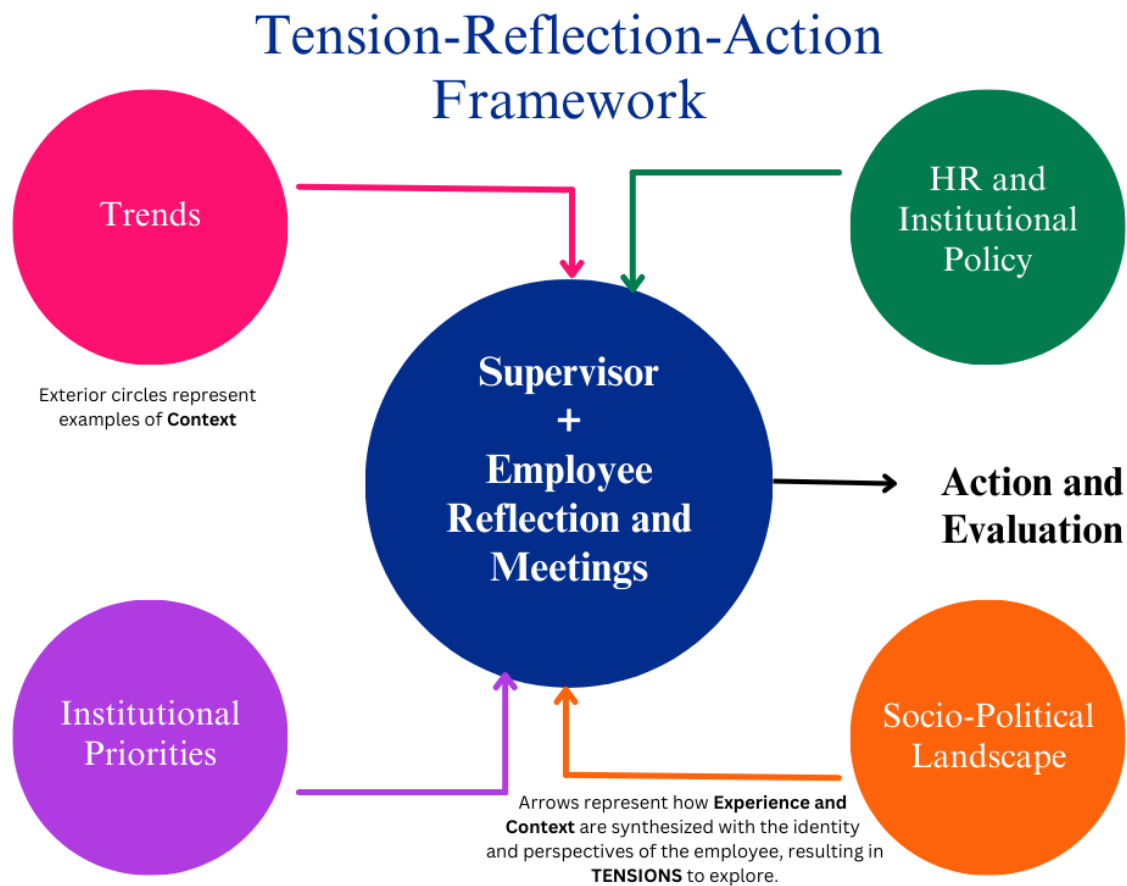 Tension-Reflection-Action
Framework
Trends
HR and
Institutional
Policy
Exterior circles represent
examples of Context
Supervisor
+
Employee
Reflection and
Meetings
Action and
Evaluation
Institutional
Priorities
Socio-Political
Landscape
Arrows represent how Experience and
Context are synthesized with the identity
and perspectives of the employee, resulting in
TENSIONS to explore.